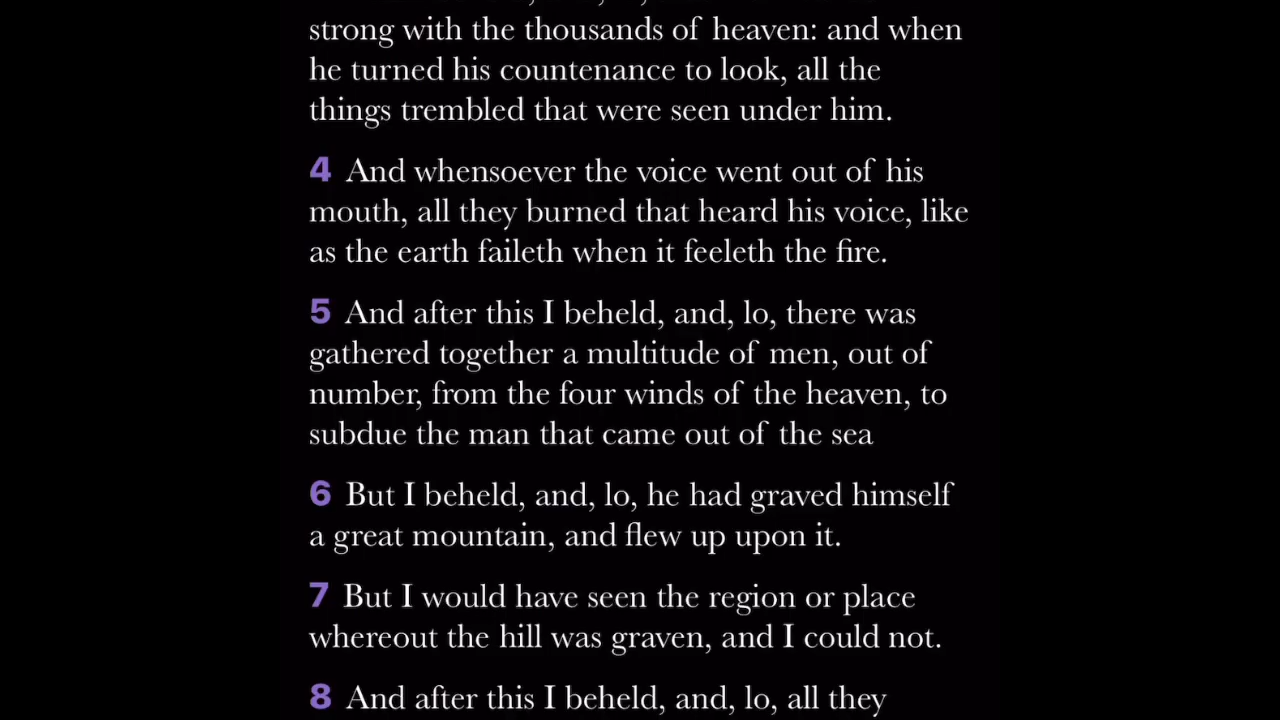 strong with the thousands of heaven: and when
he turned his countenance to look, all the
things trembled that were seen under him.
4 And whensoever the voice went out of his
mouth, all they burned that heard his voice, like
as the earth faileth when it feeleth the fire.
5 And after this I beheld, and, lo, there was
gathered together a multitude of men, out of
number, from the four winds of the heaven, to
subdue the man that came out of the sea
6 But I beheld, and, lo, he had graved himself
a great mountain, and flew up upon it.
7 But I would have seen the region or place
whereout the hill was graven, and I could not.
8 And after this I beheld, and, lo, all they